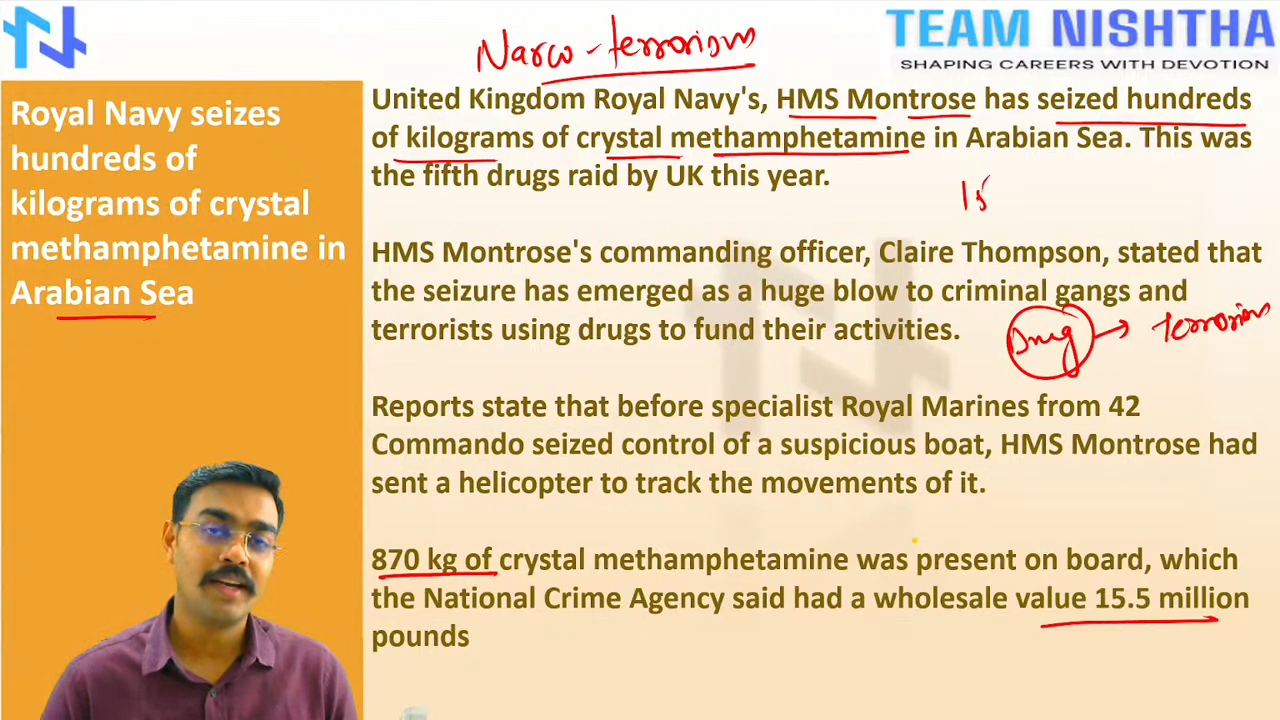 Narco-terrorism
TEAM NISHTHA
SHAPING CAREERS WITH DEVOTION
Royal Navy seizes
hundreds of
kilograms of crystal
methamphetamine in
Arabian Sea
United Kingdom Royal Navy's, HMS Montrose has seized hundreds
of kilograms of crystal methamphetamine in Arabian Sea. This was
the fifth drugs raid by UK this year.
15
HMS Montrose's commanding officer, Claire Thompson, stated that
the seizure has emerged as a huge blow to criminal gangs and
terrorists using drugs to fund their activities.
Drug → terrorism
Reports state that before specialist Royal Marines from 42
Commando seized control of a suspicious boat, HMS Montrose had
sent a helicopter to track the movements of it.
870 kg of crystal methamphetamine was present on board, which
the National Crime Agency said had a wholesale value 15.5 million
pounds